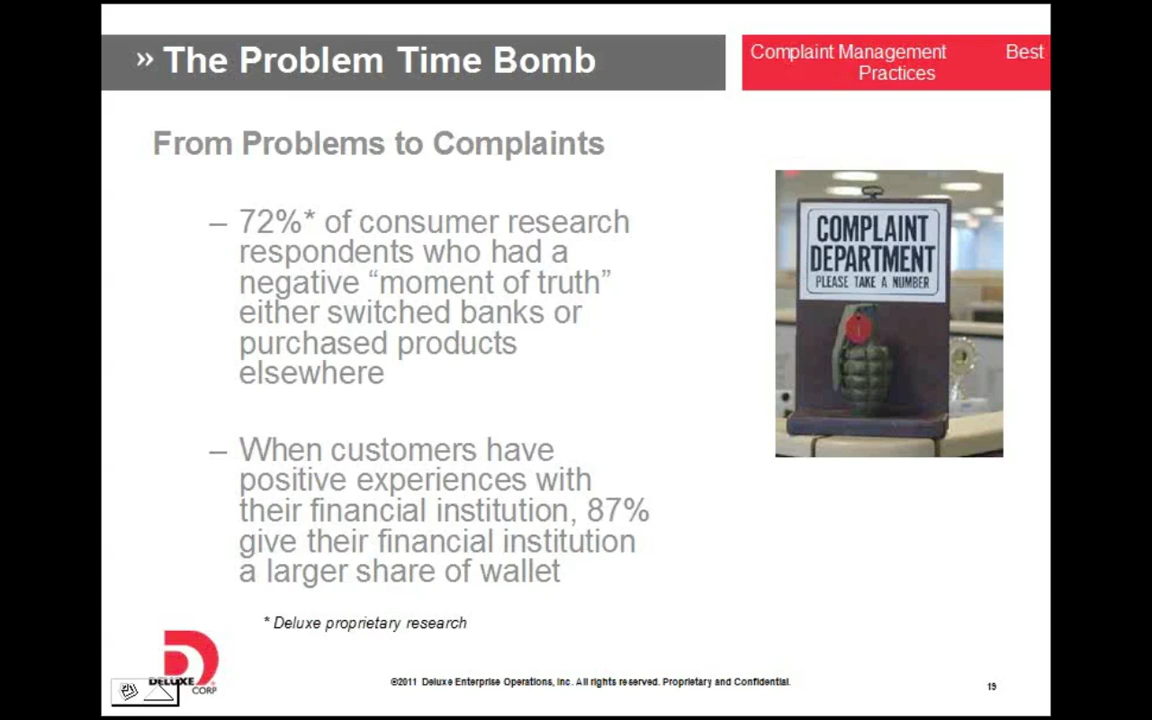 » The Problem Time Bomb
Complaint Management Best
Practices
From Problems to Complaints
– 72%* of consumer research
respondents who had a
negative “moment of truth”
either switched banks or
purchased products
elsewhere
– When customers have
positive experiences with
their financial institution, 87%
give their financial institution
a larger share of wallet
* Deluxe proprietary research
COMPLAINT
DEPARTMENT
PLEASE TAKE A NUMBER
DELUXE
CORP
©2011 Deluxe Enterprise Operations, Inc. All rights reserved. Proprietary and Confidential.
19